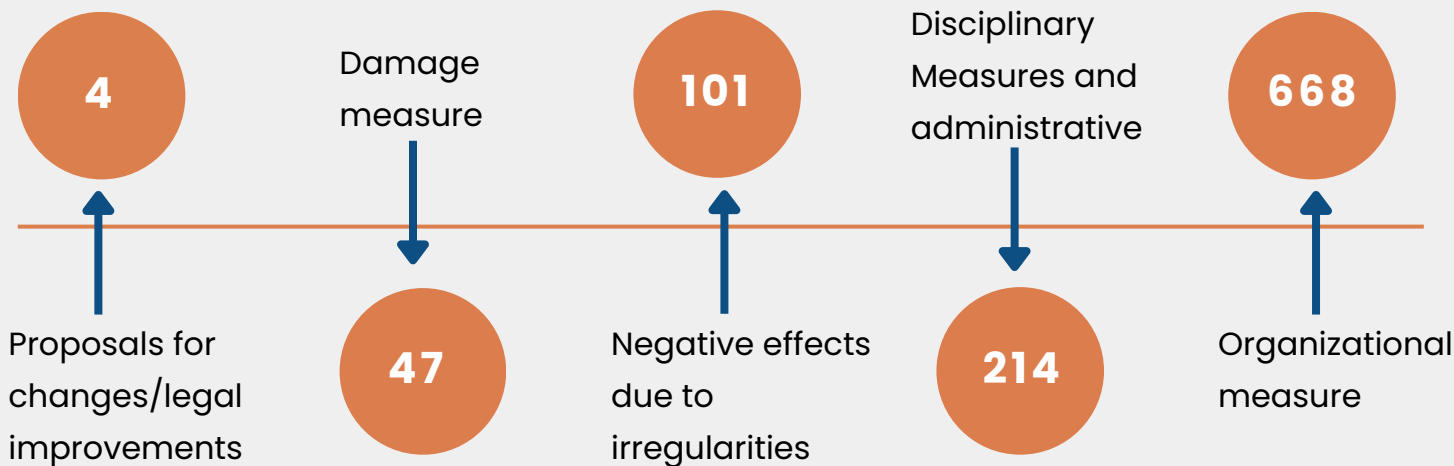 4
Proposals for
changes/legal
improvements
Damage
measure
47
101
Negative effects
due to
irregularities
Disciplinary
Measures and
administrative
214
668
Organizational
measure